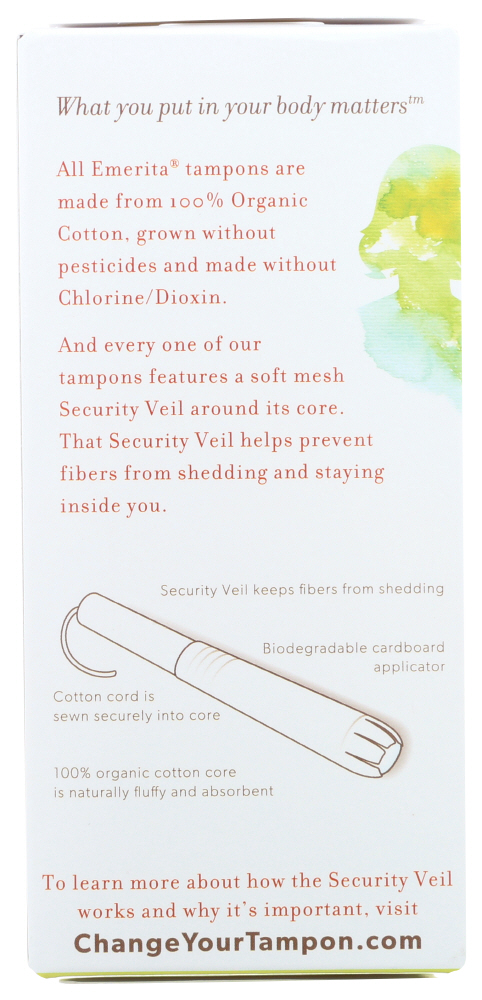 What you put in your body matters™
All Emerita® tampons are
made from 100% Organic
Cotton, grown without
pesticides and made without
Chlorine/Dioxin.
And every one of our
tampons features a soft mesh
Security Veil around its core.
That Security Veil helps prevent
fibers from shedding and staying
inside you.
Security Veil keeps fibers from shedding
Biodegradable cardboard
applicator
Cotton cord is
sewn securely into core
100% organic cotton core
is naturally fluffy and absorbent
To learn more about how the Security Veil
works and why it's important, visit
ChangeYourTampon.com